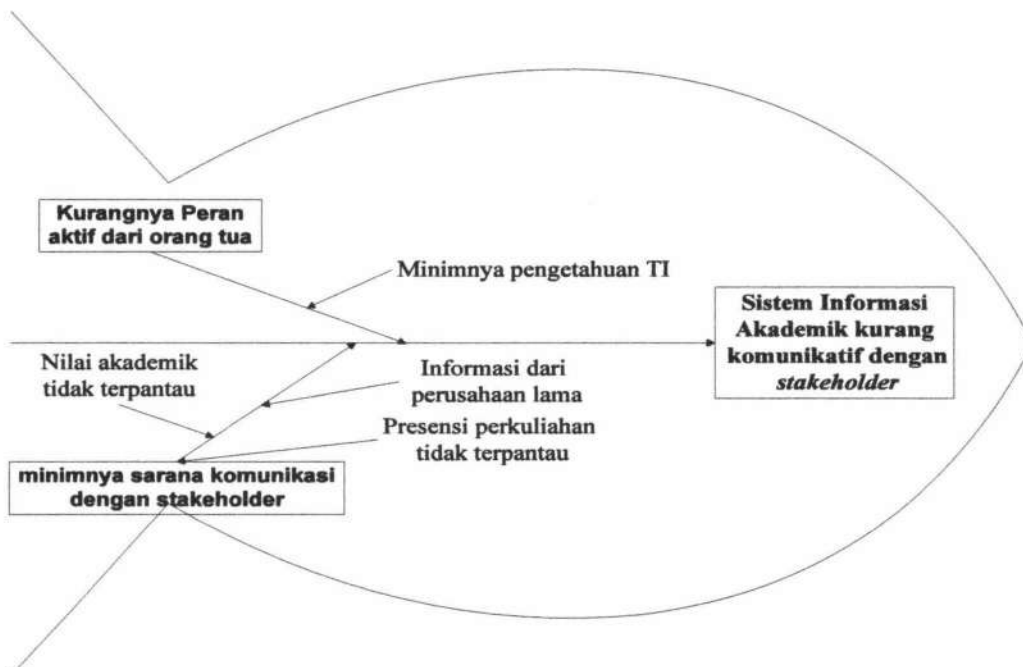 Kurangnya Peran
aktif dari orang tua
Minimnya pengetahuan TI
Sistem Informasi
Akademik kurang
komunikatif dengan
stakeholder
Nilai akademik
tidak terpantau
Informasi dari
perusahaan lama
Presensi perkuliahan
tidak terpantau
minimnya sarana komunikasi
dengan stakeholder